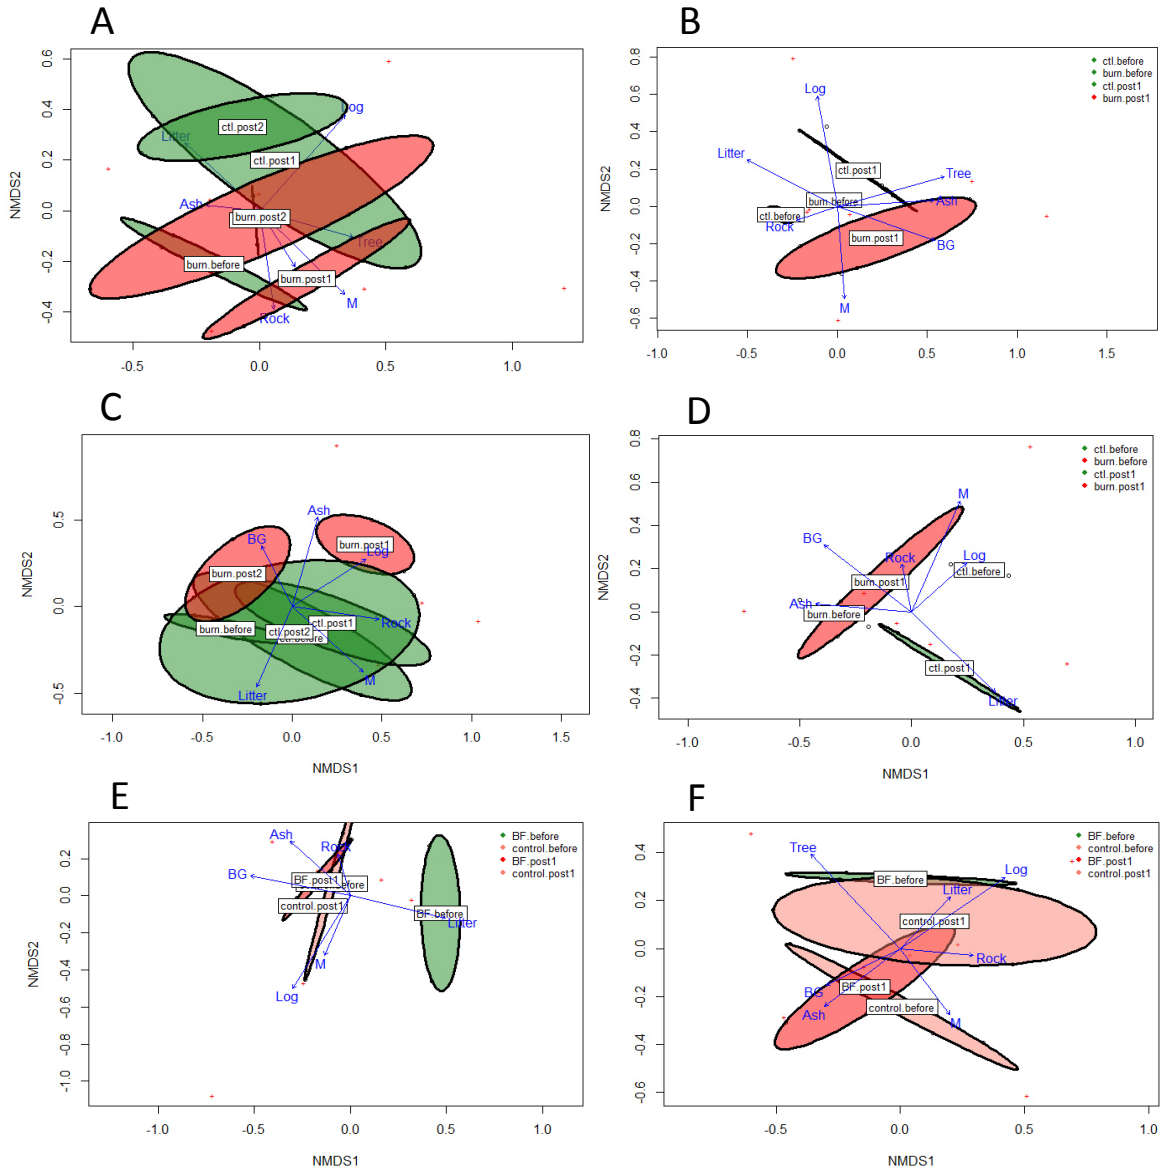 A
NMDS2
0.6
0.4
0.2
0.0
-0.2
-0.4
Log
ctl.post2
Litter
ctl.post1
Ash
burn.post2
Tree
burn.before
burn.post1
M
Rock
-0.5
0.0
0.5
1.0
B
NMDS2
0.8
0.6
0.4
0.2
0.0
-0.2
-0.4
-0.6
ctl.before
burn.before
ctl.post1
burn.post1
Log
Litter
ctl.post1
Tree
burn.before
Ash
ctl.before
Rock
burn.post1
BG
M
-1.0
-0.5
0.0
0.5
1.0
1.5
C
NMDS2
0.5
0.0
-0.5
Ash
BG
burn.post1
Log
burn.post2
ctl.post1
Rock
burn.before
ctl.post2
ctl.before
M
Litter
-1.0
-0.5
0.0
0.5
1.0
1.5
NMDS1
D
NMDS2
0.8
0.6
0.4
0.2
0.0
-0.2
-0.4
ctl.before
burn.before
ctl.post1
burn.post1
M
BG
Rock
Log
ctl.before
burn.post1
Ash
burn.before
ctl.post1
Litter
-1.0
-0.5
0.0
0.5
1.0
NMDS1
E
NMDS2
0.2
0.0
-0.2
-0.4
-0.6
-1.0
BF.before
control.before
BF.post1
control.post1
Ash
Rock
BG
BF.post1
control.post1
BF.before
Litter
M
Log
-1.0
-0.5
0.0
0.5
1.0
NMDS1
F
NMDS2
0.4
0.2
0.0
-0.2
-0.4
-0.6
BF.before
control.before
BF.post1
control.post1
Tree
Log
BF.before
Litter
control.post1
Rock
BG
BF.post1
Ash
control.before
M
-0.5
0.0
0.5
1.0
NMDS1